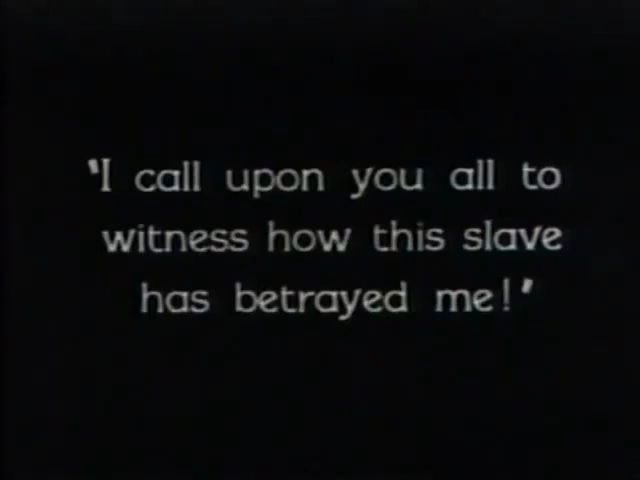 'I call upon you all to
witness how this slave
has betrayed me!'